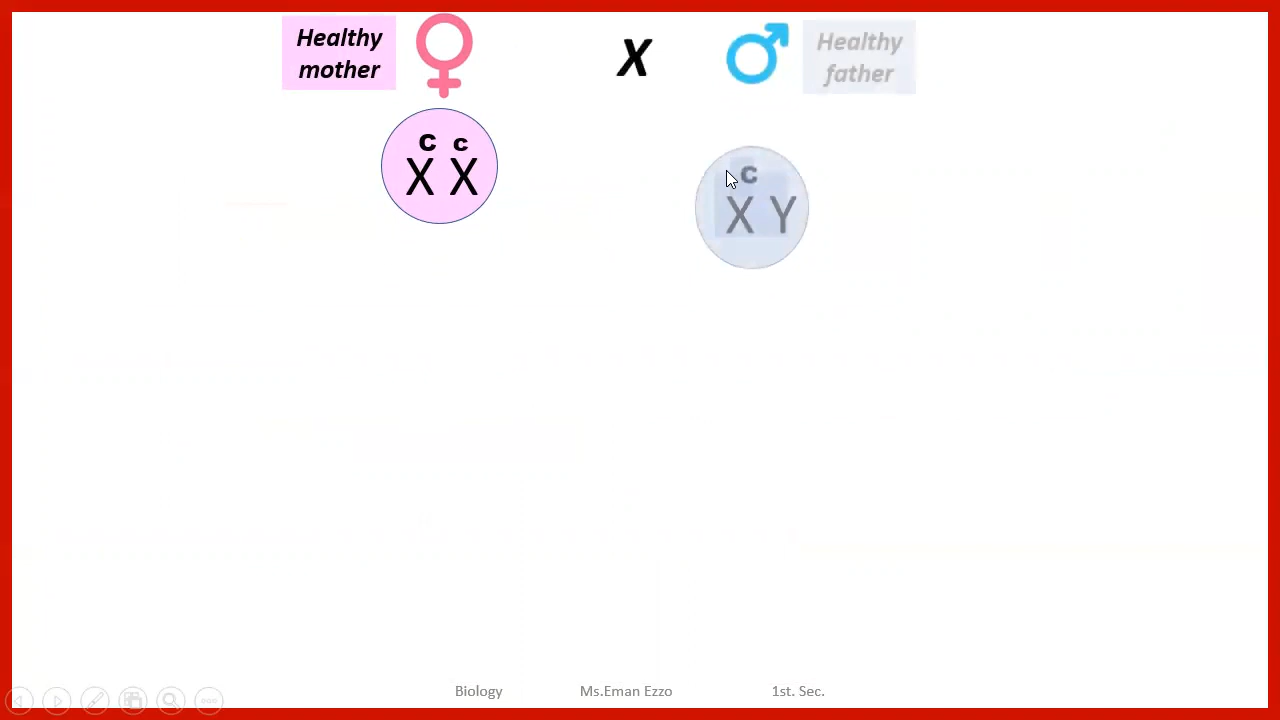 Healthy
mother
X
Healthy
father
C c
X X
C
X Y
Biology Ms.Eman Ezzo 1st. Sec.